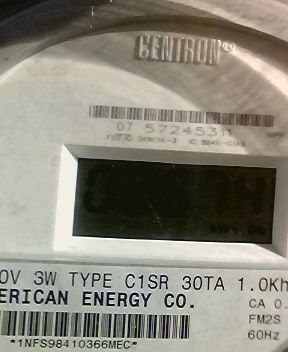 CENTRON®
07 57245311
0V 3W TYPE C1SR 30TA 1.0Kh
ERICAN ENERGY CO.
CA 0.
FM2S
60Hz
*1NFS98410366MEC*